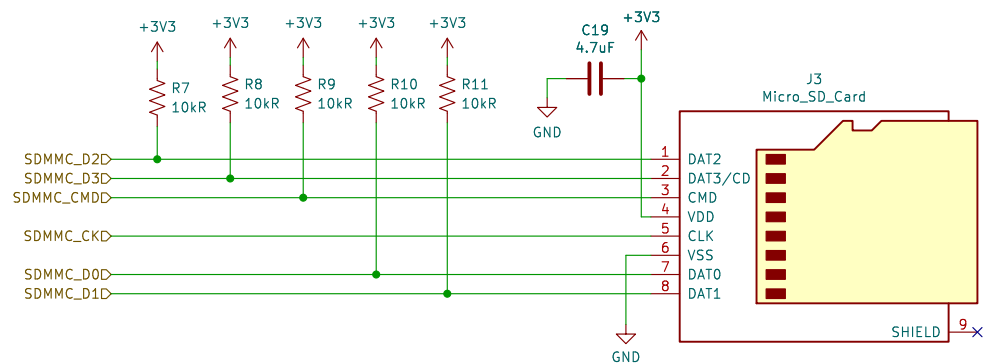 +3V3
+3V3
+3V3
+3V3
+3V3
C19
4.7uF
+3V3
R7
10kR
R8
10kR
R9
10kR
R10
10kR
R11
10kR
GND
J3
Micro_SD_Card
SDMMC_D2
1
DAT2
SDMMC_D3
2
DAT3/CD
SDMMC_CMD
3
CMD
4
VDD
SDMMC_CK
5
CLK
6
VSS
SDMMC_D0
7
DAT0
SDMMC_D1
8
DAT1
SHIELD
9
GND